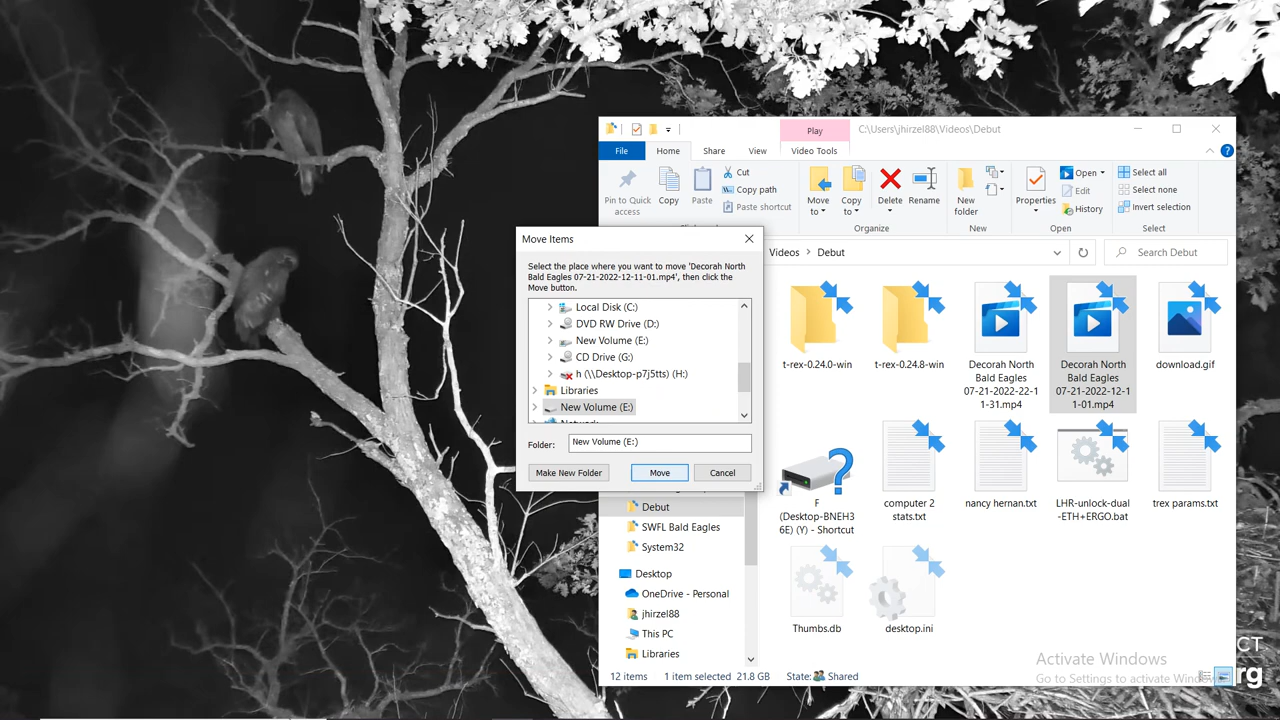 Play
C:\Users\jhirzel88\Videos\Debut
File
Home
Share
View
Video Tools
Pin to Quick
access
Copy
Paste
Cut
Copy path
Paste shortcut
Move
to
Copy
to
Delete
Rename
Organize
New
folder
New
Properties
Open
Edit
History
Open
Select all
Select none
Invert selection
Select
Videos > Debut
Search Debut
Move Items
Select the place where you want to move 'Decorah North
Bald Eagles 07-21-2022-12-11-01.mp4', then click the
Move button.
Local Disk (C:)
DVD RW Drive (D:)
New Volume (E:)
CD Drive (G:)
h (\\Desktop-p7j5tts) (H:)
Libraries
New Volume (E:)
Folder:
New Volume (E:)
Make New Folder
Move
Cancel
Debut
SWFL Bald Eagles
System32
Desktop
OneDrive - Personal
jhirzel88
This PC
Libraries
t-rex-0.24.0-win
t-rex-0.24.8-win
Decorah North
Bald Eagles
07-21-2022-22-1
1-31.mp4
Decorah North
Bald Eagles
07-21-2022-12-1
1-01.mp4
download.gif
F
(Desktop-BNEH3
6E) (Y) - Shortcut
computer 2
stats.txt
nancy hernan.txt
LHR-unlock-dual
-ETH+ERGO.bat
trex params.txt
Thumbs.db
desktop.ini
12 items
1 item selected 21.8 GB
State:
Shared
Activate Windows
Go to Settings to activate Windows.
CT
rg